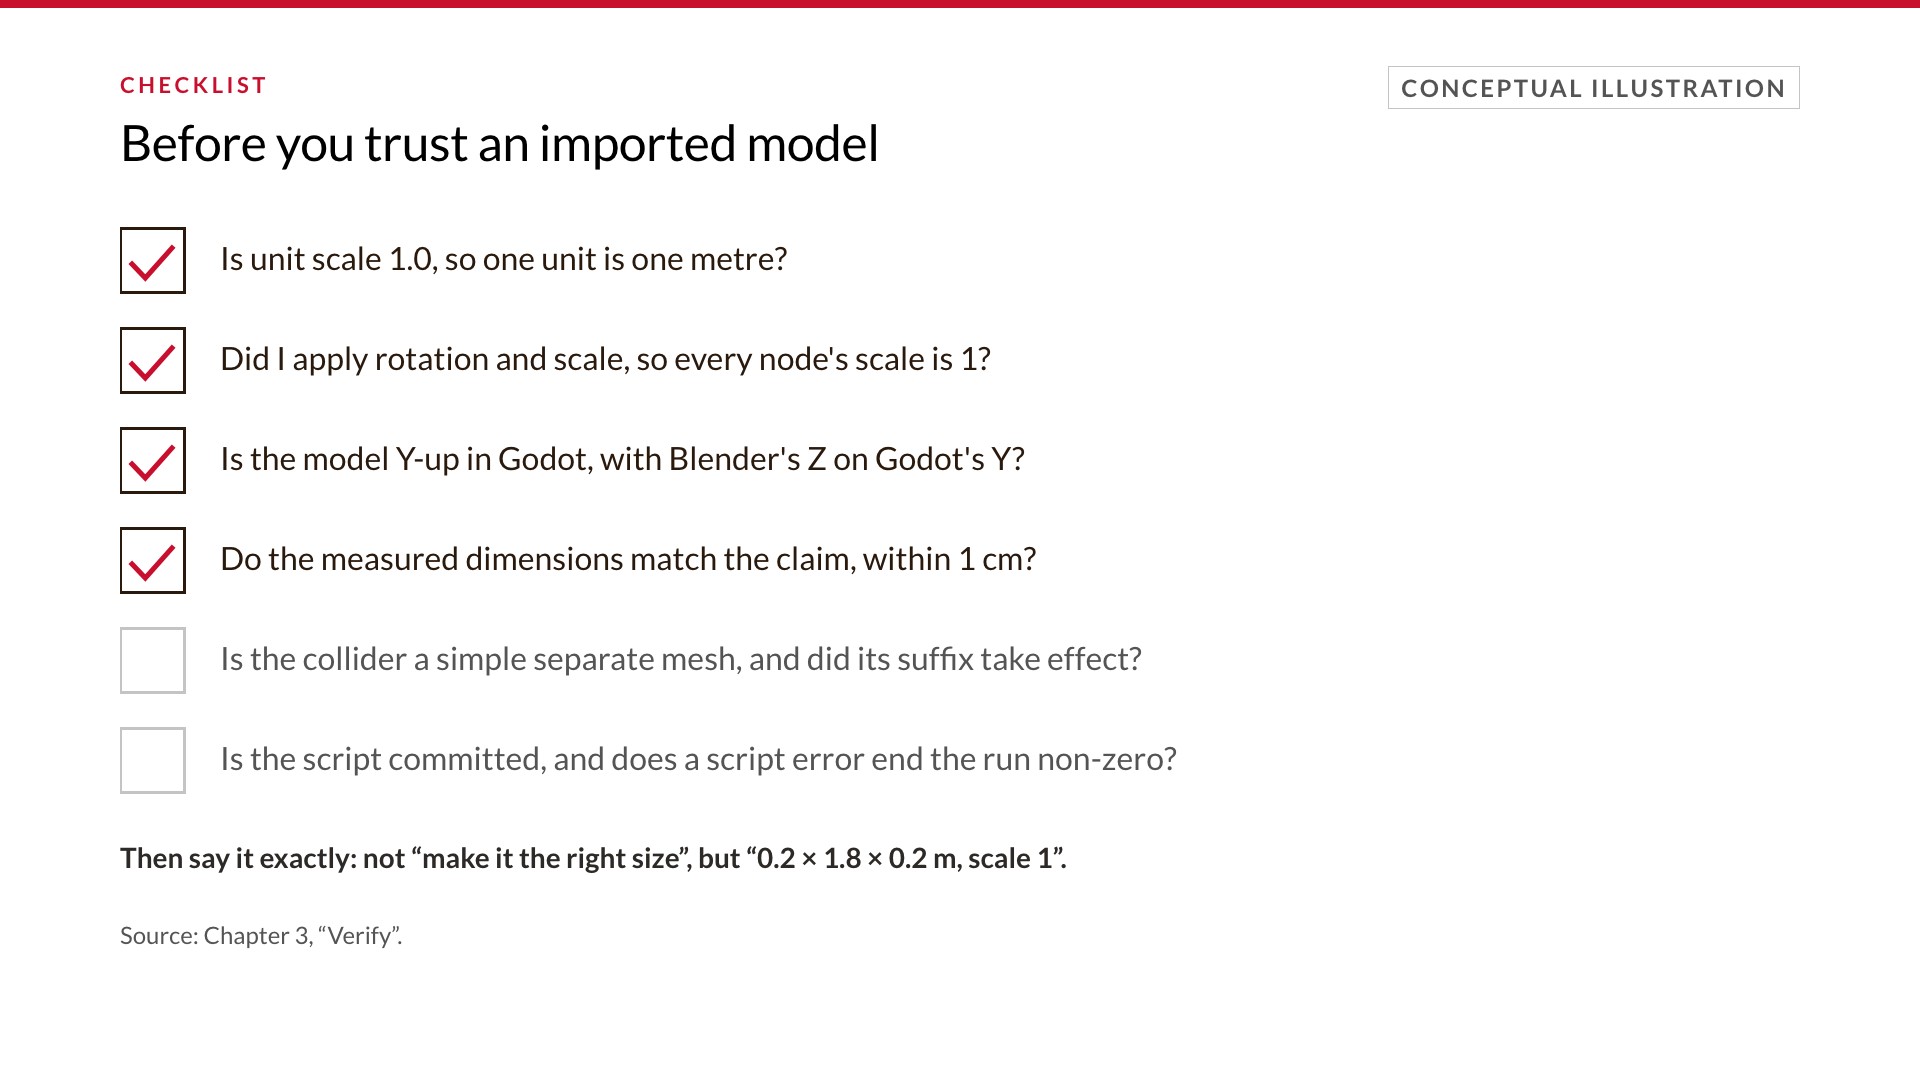 CHECKLIST
CONCEPTUAL ILLUSTRATION
Before you trust an imported model
Is unit scale 1.0, so one unit is one metre?
Did I apply rotation and scale, so every node's scale is 1?
Is the model Y-up in Godot, with Blender's Z on Godot's Y?
Do the measured dimensions match the claim, within 1 cm?
Is the collider a simple separate mesh, and did its suffix take effect?
Is the script committed, and does a script error end the run non-zero?
Then say it exactly: not “make it the right size”, but “0.2 × 1.8 × 0.2 m, scale 1”.
Source: Chapter 3, “Verify”.